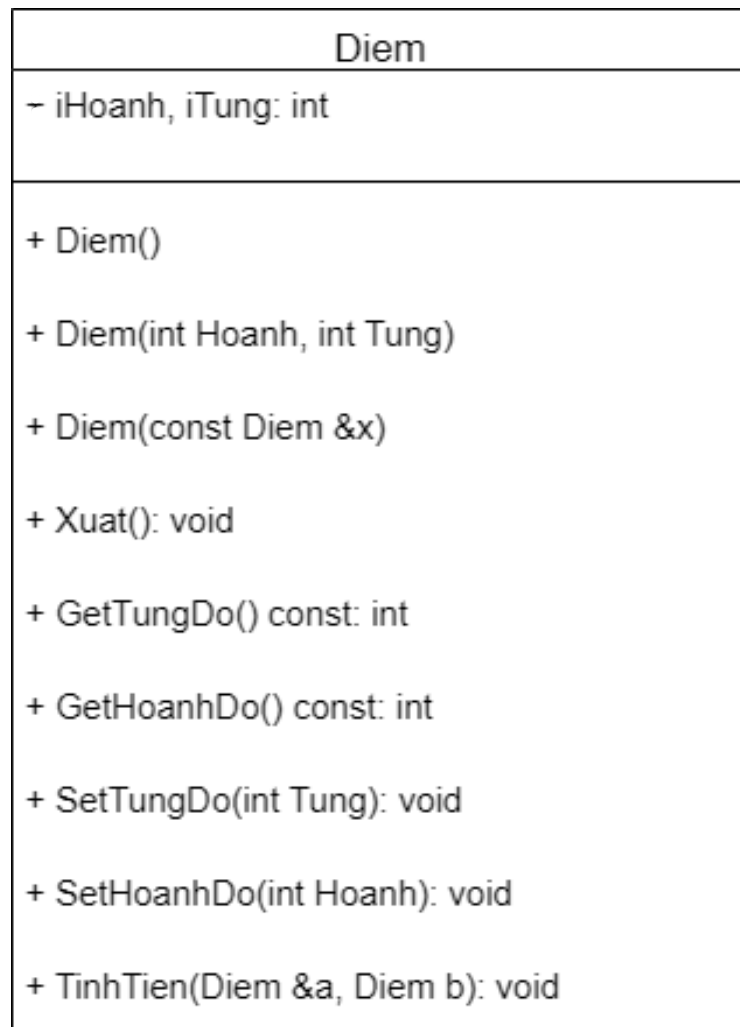 Diem
- iHoanh, iTung: int
+ Diem()
+ Diem(int Hoanh, int Tung)
+ Diem(const Diem &x)
+ Xuat(): void
+ GetTungDo() const: int
+ GetHoanhDo() const: int
+ SetTungDo(int Tung): void
+ SetHoanhDo(int Hoanh): void
+ TinhTien(Diem &a, Diem b): void